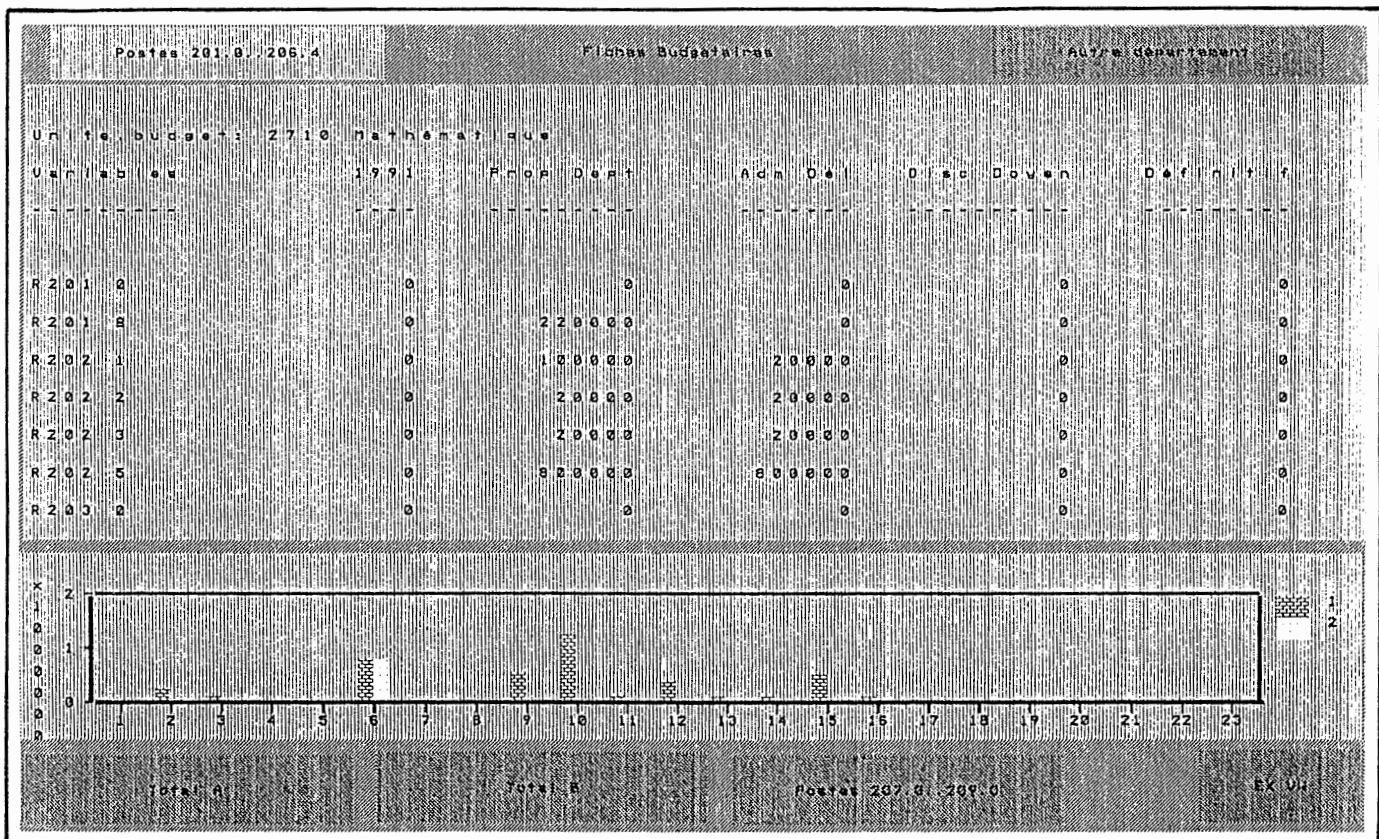 Postes 201.0..206.4 Fiches Budgetaires Autre département
Unite.budget: 2710 Mathématique
Variables 1991 Prop Dept Adm Dél Disc Doyen Définitif
--------- ---- --------- ------- ---------- ---------
R201 0 0 0 0 0 0
R201 8 0 220000 0 0 0
R202 1 0 100000 20000 0 0
R202 2 0 20000 20000 0 0
R202 3 0 20000 20000 0 0
R202 5 0 800000 800000 0 0
R203 0 0 0 0 0 0
x1000000
2
1
0
1 2 3 4 5 6 7 8 9 10 11 12 13 14 15 16 17 18 19 20 21 22 23
1
2
Total A Total B Postes 207.0..209.0 EX VW